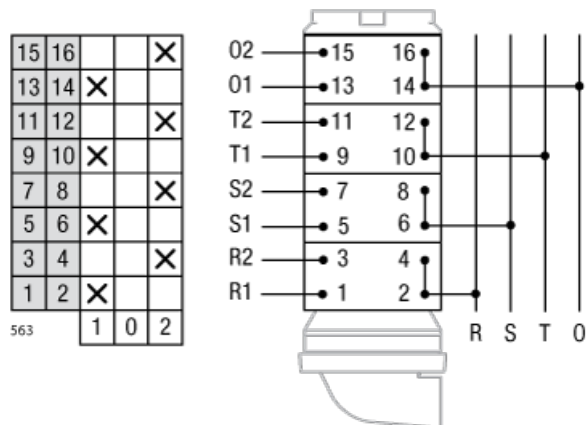 15 16 X
13 14 X
11 12 X
9 10 X
7 8 X
5 6 X
3 4 X
1 2 X
563 1 0 2
O2 15 16
O1 13 14
T2 11 12
T1 9 10
S2 7 8
S1 5 6
R2 3 4
R1 1 2
R S T O